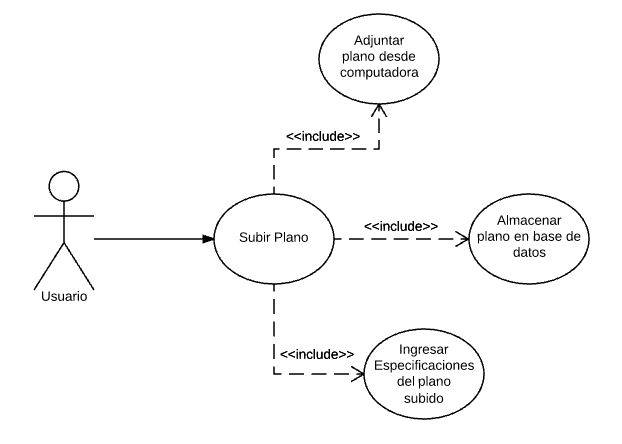 Adjuntar
plano desde
computadora
<<include>>
Usuario
Subir Plano
<<include>>
Almacenar
plano en base de
datos
<<include>>
Ingresar
Especificaciones
del plano
subido